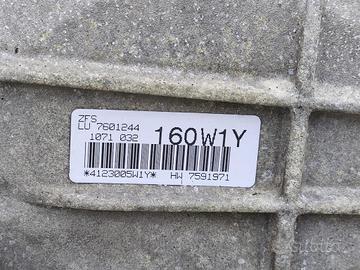 ZFS
LU 7601244
1071 032
160W1Y
*4123005W1Y* HW 7591971
subito